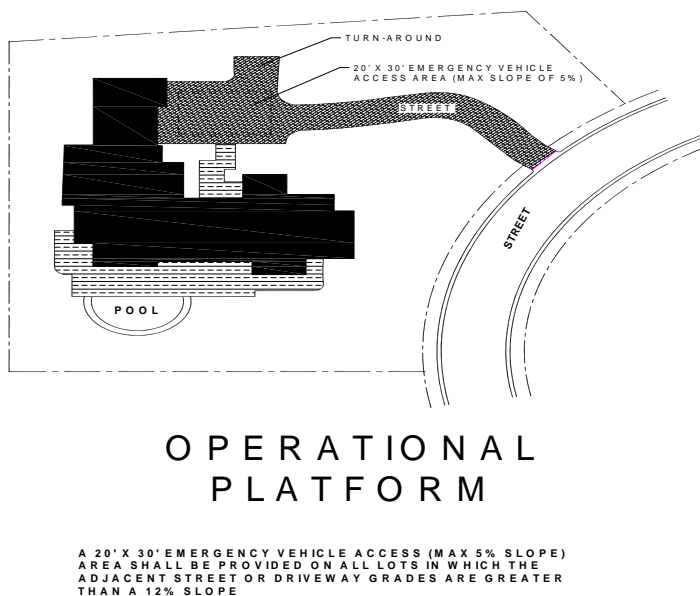 TURN-AROUND
20' X 30' EMERGENCY VEHICLE
ACCESS AREA (MAX SLOPE OF 5%)
STREET
STREET
POOL
OPERATIONAL
PLATFORM
A 20' X 30' EMERGENCY VEHICLE ACCESS (MAX 5% SLOPE)
AREA SHALL BE PROVIDED ON ALL LOTS IN WHICH THE
ADJACENT STREET OR DRIVEWAY GRADES ARE GREATER
THAN A 12% SLOPE